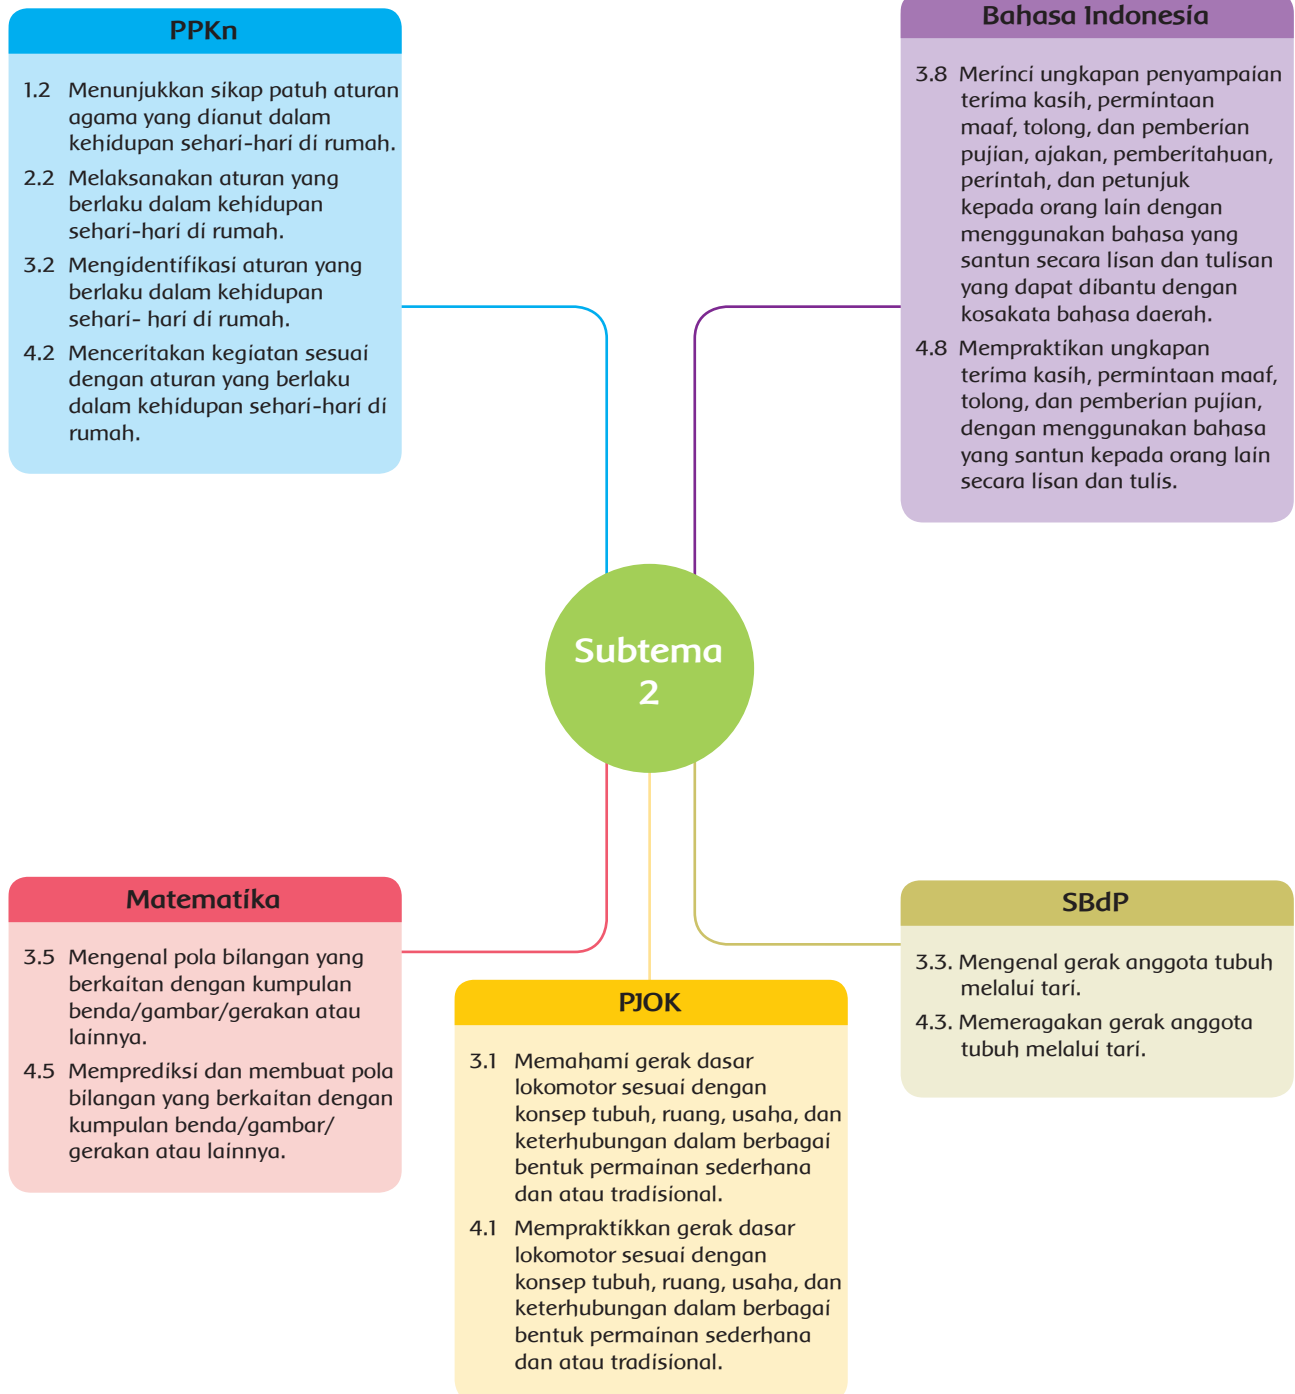 PPKn
1.2 Menunjukkan sikap patuh aturan
agama yang dianut dalam
kehidupan sehari-hari di rumah.
2.2 Melaksanakan aturan yang
berlaku dalam kehidupan
sehari-hari di rumah.
3.2 Mengidentifikasi aturan yang
berlaku dalam kehidupan
sehari- hari di rumah.
4.2 Menceritakan kegiatan sesuai
dengan aturan yang berlaku
dalam kehidupan sehari-hari di
rumah.
Bahasa Indonesia
3.8 Merinci ungkapan penyampaian
terima kasih, permintaan
maaf, tolong, dan pemberian
pujian, ajakan, pemberitahuan,
perintah, dan petunjuk
kepada orang lain dengan
menggunakan bahasa yang
santun secara lisan dan tulisan
yang dapat dibantu dengan
kosakata bahasa daerah.
4.8 Mempraktikan ungkapan
terima kasih, permintaan maaf,
tolong, dan pemberian pujian,
dengan menggunakan bahasa
yang santun kepada orang lain
secara lisan dan tulis.
Subtema
2
Matematika
3.5 Mengenal pola bilangan yang
berkaitan dengan kumpulan
benda/gambar/gerakan atau
lainnya.
4.5 Memprediksi dan membuat pola
bilangan yang berkaitan dengan
kumpulan benda/gambar/
gerakan atau lainnya.
PJOK
3.1 Memahami gerak dasar
lokomotor sesuai dengan
konsep tubuh, ruang, usaha, dan
keterhubungan dalam berbagai
bentuk permainan sederhana
dan atau tradisional.
4.1 Mempraktikkan gerak dasar
lokomotor sesuai dengan
konsep tubuh, ruang, usaha, dan
keterhubungan dalam berbagai
bentuk permainan sederhana
dan atau tradisional.
SBdP
3.3. Mengenal gerak anggota tubuh
melalui tari.
4.3. Memeragakan gerak anggota
tubuh melalui tari.